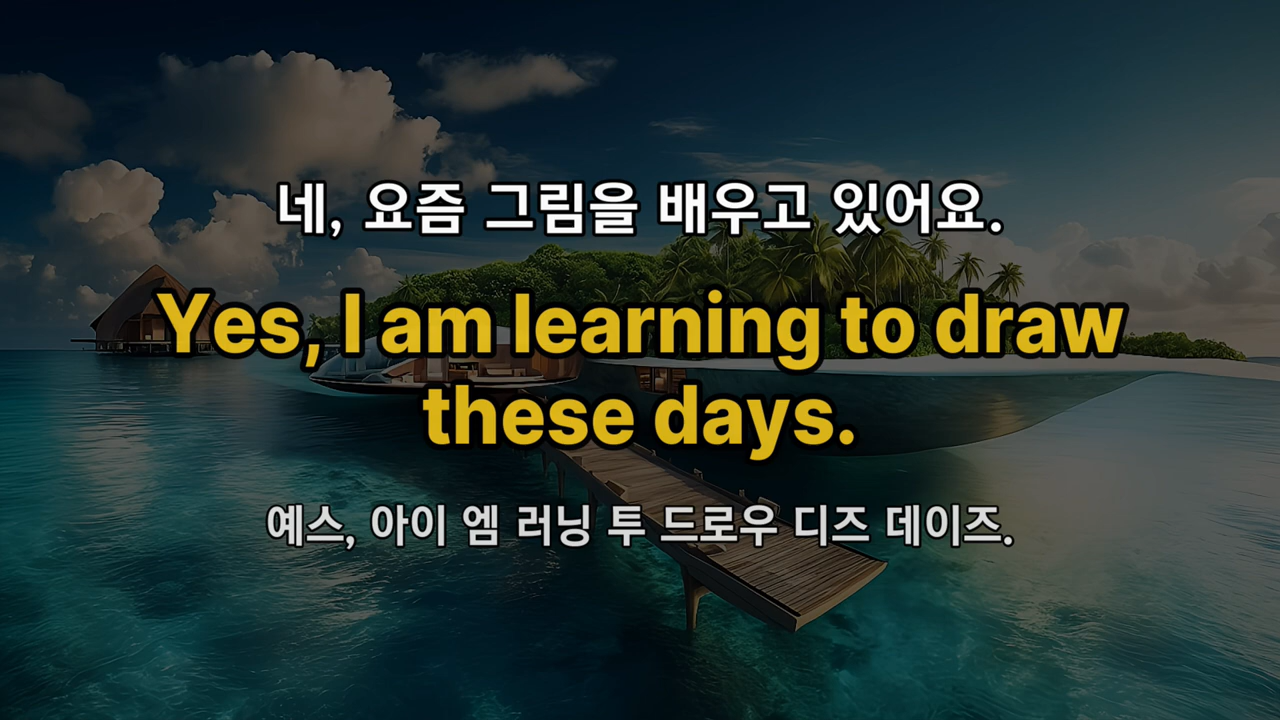 네, 요즘 그림을 배우고 있어요.
Yes, I am learning to draw
these days.
예스, 아이 엠 러닝 투 드로우 디즈 데이즈.